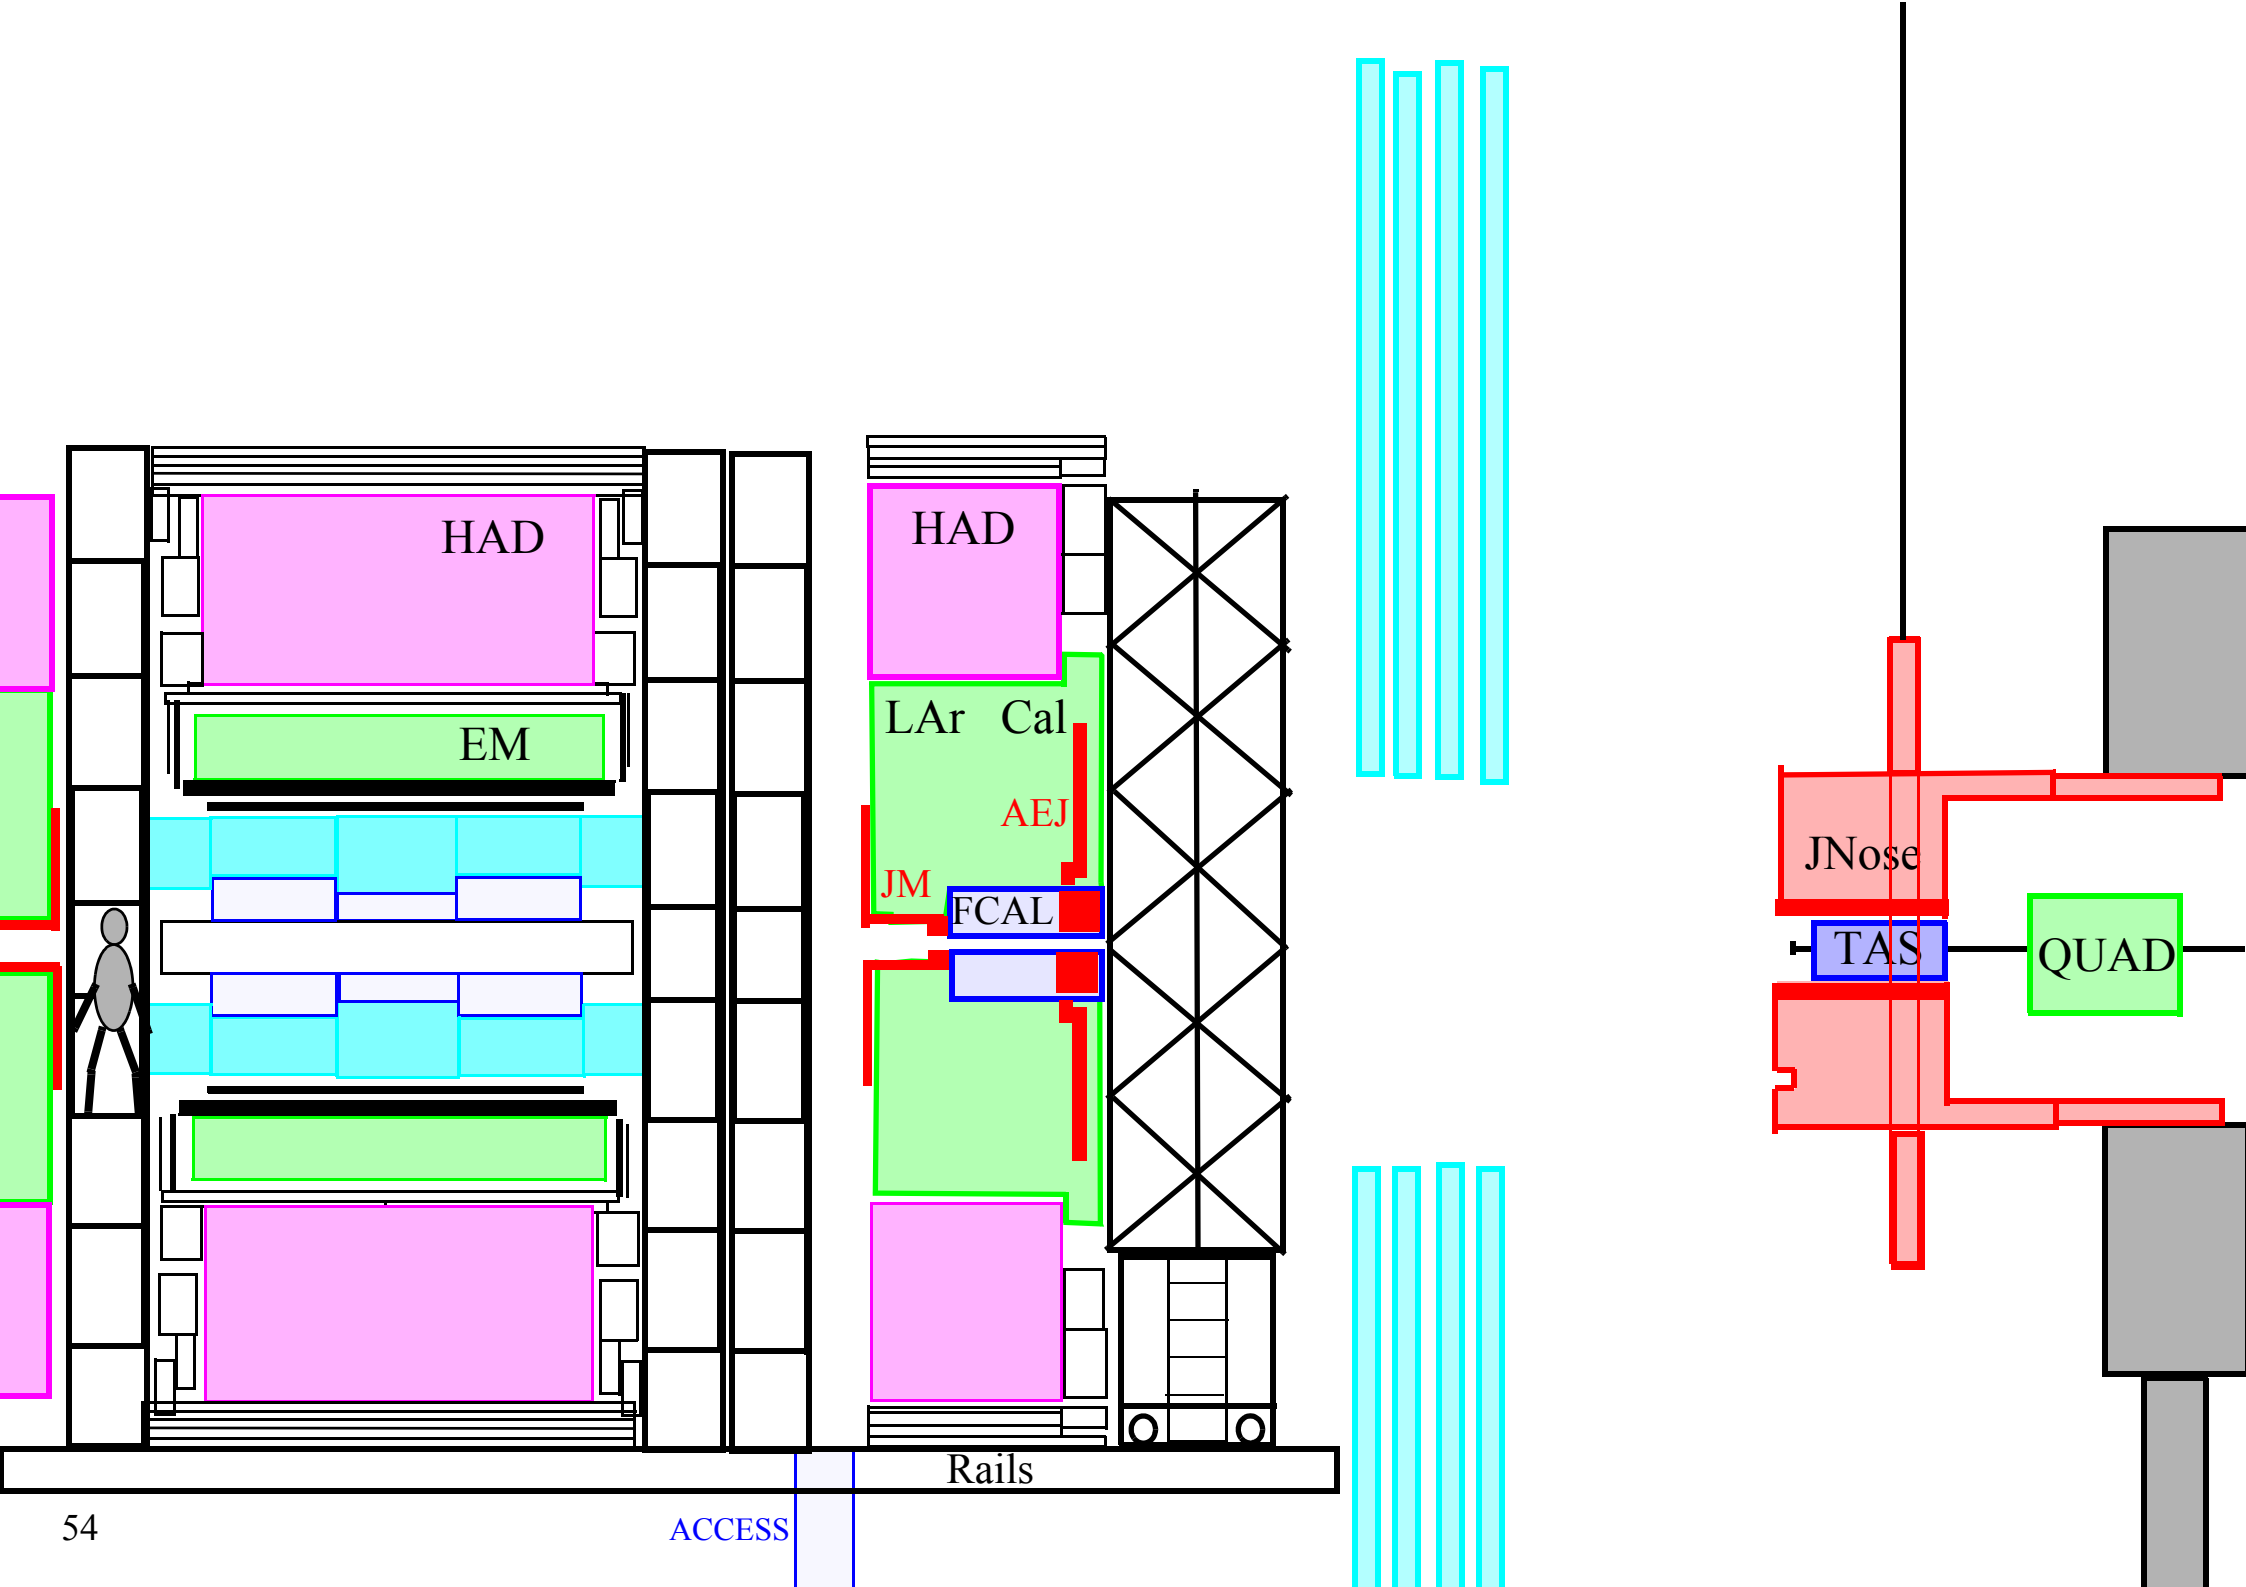 HAD
HAD
LAr Cal
EM
AEJ
JNose
JM
FCAL
TAS
QUAD
Rails
54
ACCESS